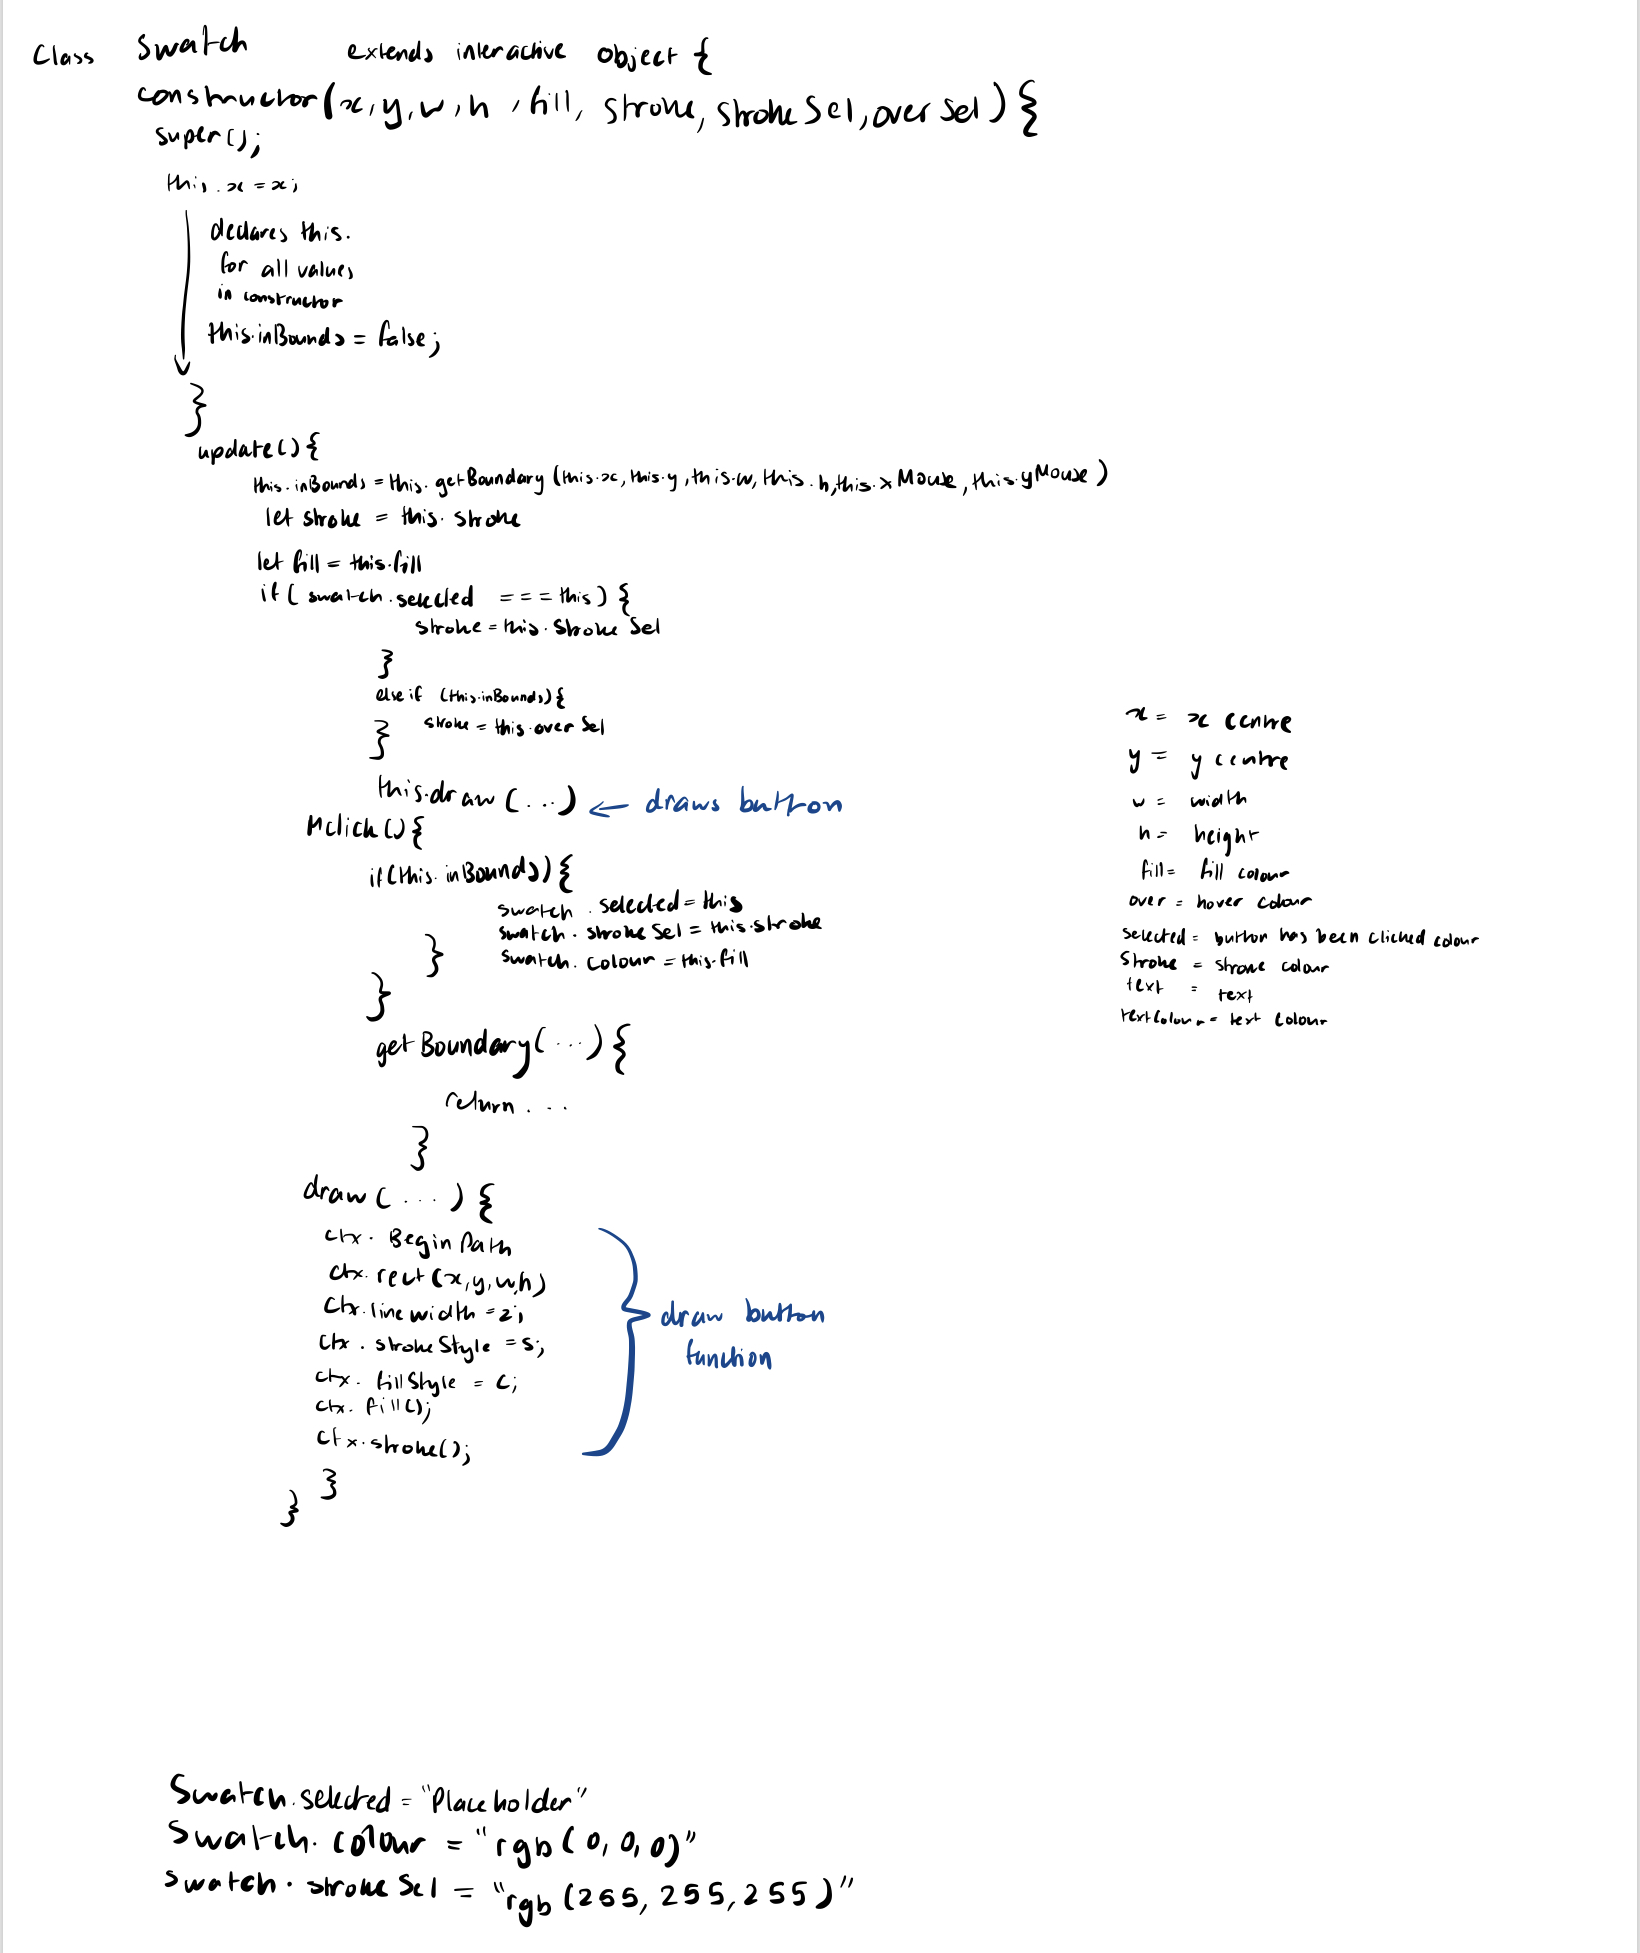 Class Swatch extends interactive object {
constructor(x, y, w, h, fill, stroke, stroke Sel, over Sel) {
super();
this.x = x;
declares this.
for all values
in constructor
this.inBounds = false;
}
update() {
this.inBounds = this.getBoundary (this.x, this.y, this.w, this.h, this.xMouse, this.yMouse)
let stroke = this.stroke
let fill = this.fill
if( swatch.selected === this) {
stroke = this.Stroke Sel
}
else if (this.inBounds) {
stroke = this.over Sel
}
this.draw (...) ← draws button
Mclick() {
if(this.inBounds) {
swatch.selected = this
swatch.stroke Sel = this.stroke
swatch.colour = this.fill
}
}
getBoundary(...) {
return ...
}
draw( ... ) {
ctx. Begin Path
ctx.rect (x, y, w, h)
ctx.line width = 2;
ctx.strokeStyle = s;
ctx.fillStyle = c;
ctx.fill();
ctx.stroke();
}
}
draw button
function
x = x centre
y = y centre
w = width
h = height
fill = fill colour
over = hover colour
selected = button has been clicked colour
Stroke = stroke colour
text = text
textColour = text colour
Swatch.selected = "Placeholder"
Swatch.colour = "rgb(0, 0, 0)"
swatch.stroke Sel = "rgb (255, 255, 255)"